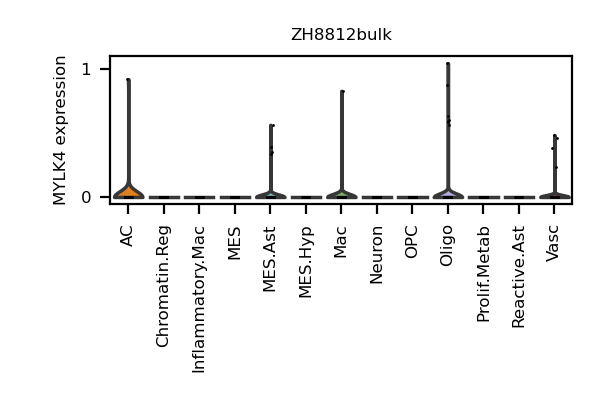 ZH8812bulk
MYLK4 expression
1
0
AC
Chromatin.Reg
Inflammatory.Mac
MES
MES.Ast
MES.Hyp
Mac
Neuron
OPC
Oligo
Prolif.Metab
Reactive.Ast
Vasc